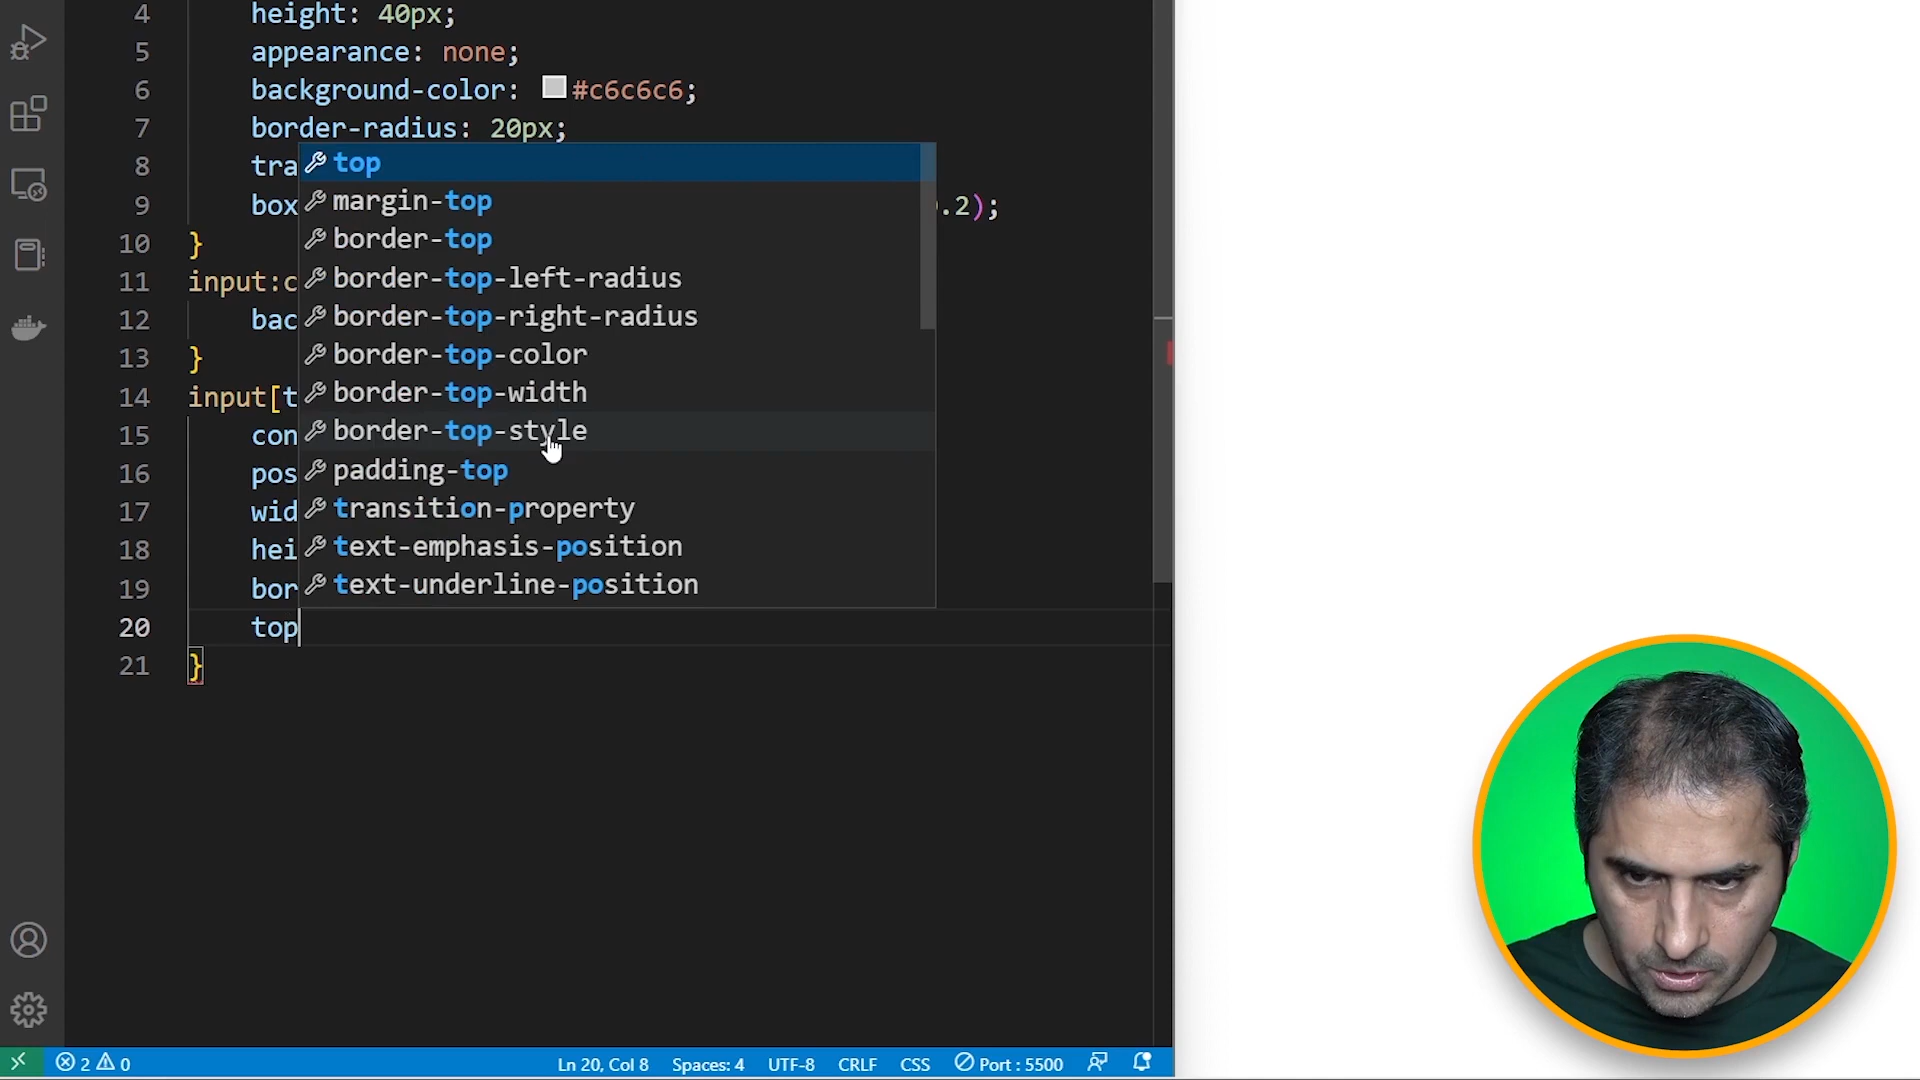 4 height: 40px;
5 appearance: none;
6 background-color: #c6c6c6;
7 border-radius: 20px;
8 tra
top
margin-top
9 box .2);
10 }
border-top
11 input:c
border-top-left-radius
12 bac
border-top-right-radius
13 }
border-top-color
14 input[t
border-top-width
15 con
border-top-style
16 pos
padding-top
17 wid
transition-property
18 hei
text-emphasis-position
19 bor
text-underline-position
20 top
21 }
2 0 Ln 20, Col 8 Spaces: 4 UTF-8 CRLF CSS Port : 5500